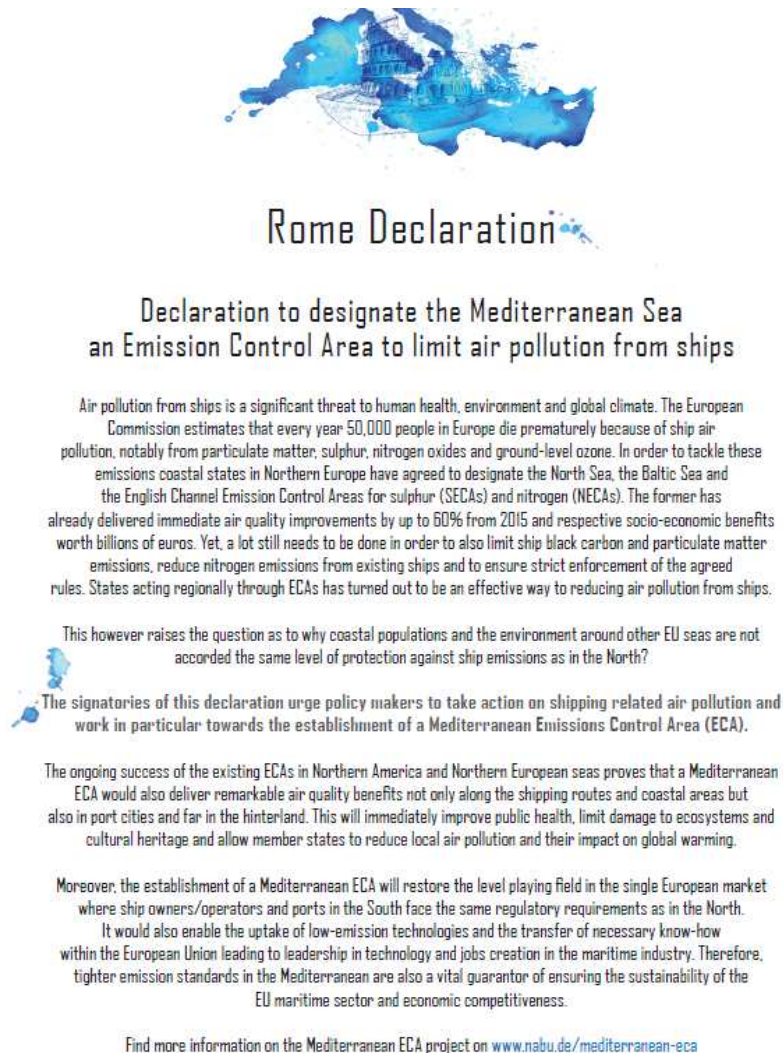 Rome Declaration
Declaration to designate the Mediterranean Sea
an Emission Control Area to limit air pollution from ships
Air pollution from ships is a significant threat to human health, environment and global climate. The European
Commission estimates that every year 50,000 people in Europe die prematurely because of ship air
pollution, notably from particulate matter, sulphur, nitrogen oxides and ground-level ozone. In order to tackle these
emissions coastal states in Northern Europe have agreed to designate the North Sea, the Baltic Sea and
the English Channel Emission Control Areas for sulphur (SECAs) and nitrogen (NECAs). The former has
already delivered immediate air quality improvements by up to 60% from 2015 and respective socio-economic benefits
worth billions of euros. Yet, a lot still needs to be done in order to also limit ship black carbon and particulate matter
emissions, reduce nitrogen emissions from existing ships and to ensure strict enforcement of the agreed
rules. States acting regionally through ECAs has turned out to be an effective way to reducing air pollution from ships.
This however raises the question as to why coastal populations and the environment around other EU seas are not
accorded the same level of protection against ship emissions as in the North?
The signatories of this declaration urge policy makers to take action on shipping related air pollution and
work in particular towards the establishment of a Mediterranean Emissions Control Area (ECA).
The ongoing success of the existing ECAs in Northern America and Northern European seas proves that a Mediterranean
ECA would also deliver remarkable air quality benefits not only along the shipping routes and coastal areas but
also in port cities and far in the hinterland. This will immediately improve public health, limit damage to ecosystems and
cultural heritage and allow member states to reduce local air pollution and their impact on global warming.
Moreover, the establishment of a Mediterranean ECA will restore the level playing field in the single European market
where ship owners/operators and ports in the South face the same regulatory requirements as in the North.
It would also enable the uptake of low-emission technologies and the transfer of necessary know-how
within the European Union leading to leadership in technology and jobs creation in the maritime industry. Therefore,
tighter emission standards in the Mediterranean are also a vital guarantor of ensuring the sustainability of the
EU maritime sector and economic competitiveness.
Find more information on the Mediterranean ECA project on www.nabu.de/mediterranean-eca